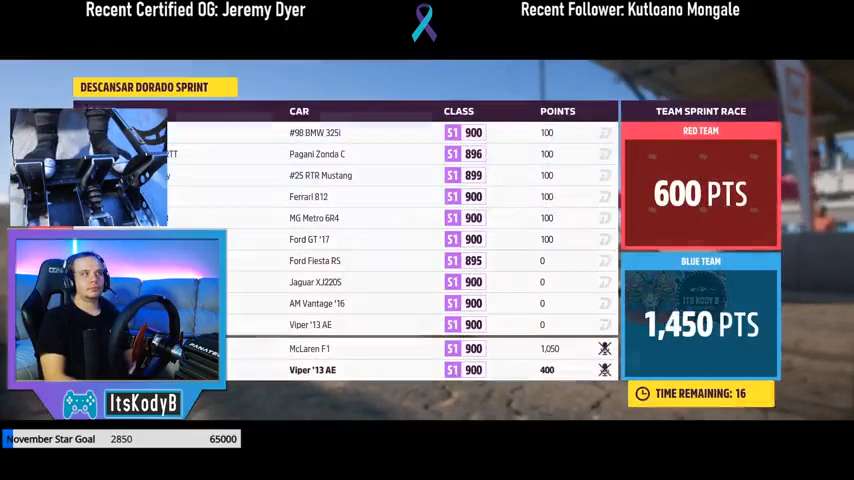 Recent Certified OG: Jeremy Dyer
Recent Follower: Kutloano Mongale
DESCANSAR DORADO SPRINT
CAR CLASS POINTS
#98 BMW 325i S1 900 100
TT Pagani Zonda C S1 896 100
y #25 RTR Mustang S1 899 100
Ferrari 812 S1 900 100
MG Metro 6R4 S1 900 100
Ford GT '17 S1 900 100
Ford Fiesta RS S1 895 0
Jaguar XJ220S S1 900 0
AM Vantage '16 S1 900 0
Viper '13 AE S1 900 0
McLaren F1 S1 900 1,050
Viper '13 AE S1 900 400
TEAM SPRINT RACE
RED TEAM
600 PTS
BLUE TEAM
ITS KODY B
1,450 PTS
TIME REMAINING: 16
FANATEC
ItsKodyB
November Star Goal 2850 65000